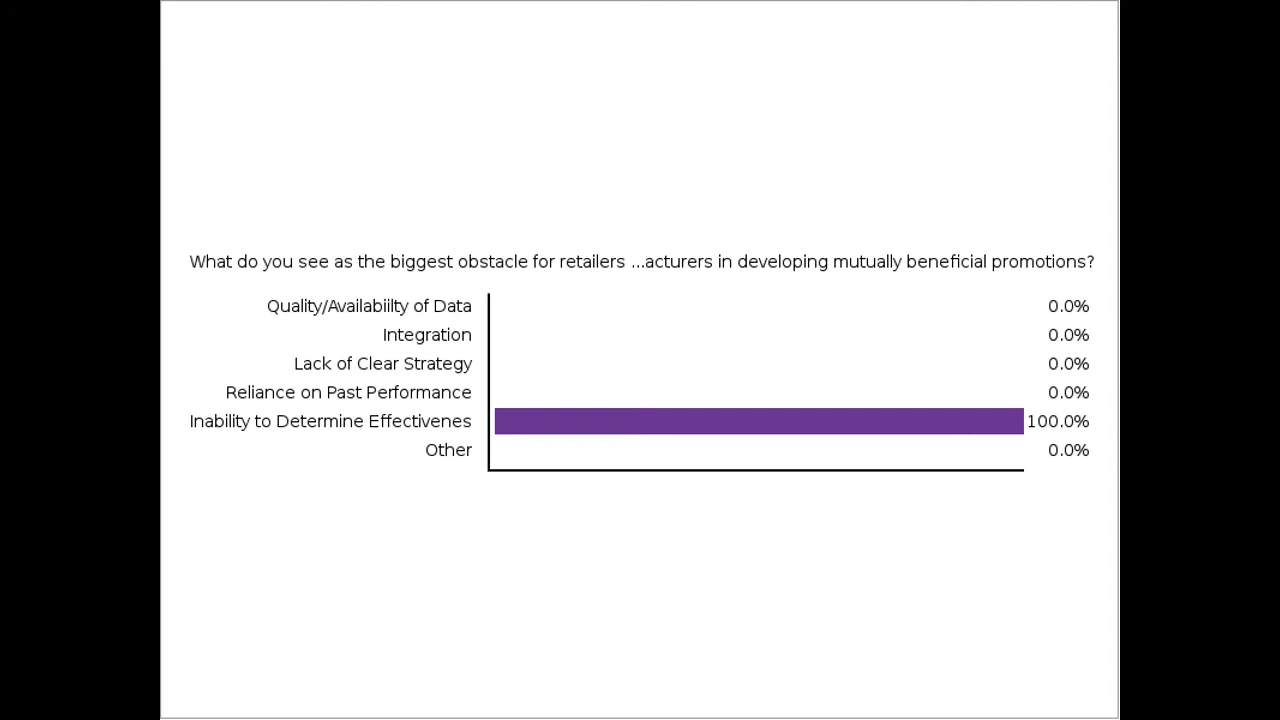 What do you see as the biggest obstacle for retailers ...acturers in developing mutually beneficial promotions?
Quality/Availabiilty of Data 0.0%
Integration 0.0%
Lack of Clear Strategy 0.0%
Reliance on Past Performance 0.0%
Inability to Determine Effectivenes 100.0%
Other 0.0%